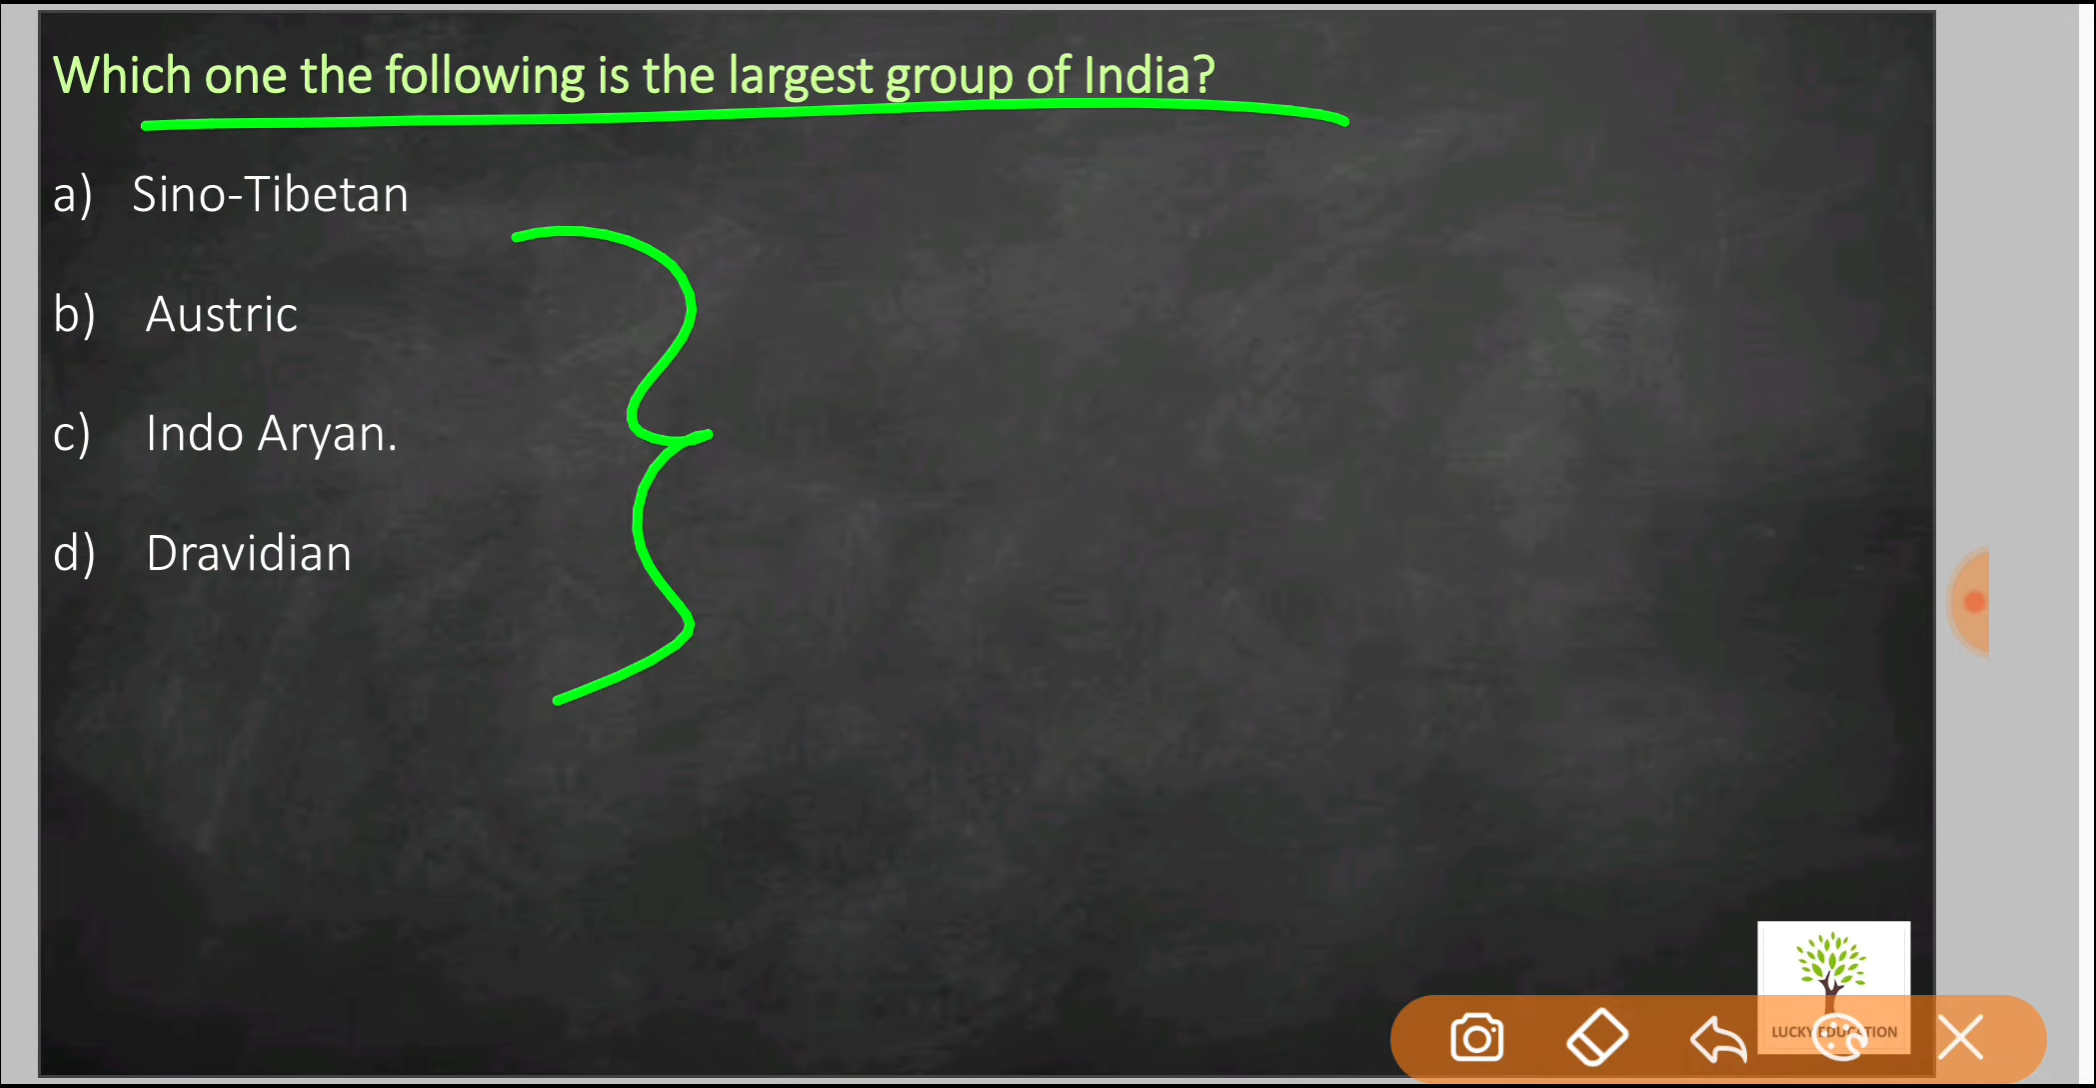 Which one the following is the largest group of India?
a) Sino-Tibetan
b) Austric
c) Indo Aryan.
d) Dravidian
LUCKY EDUCATION